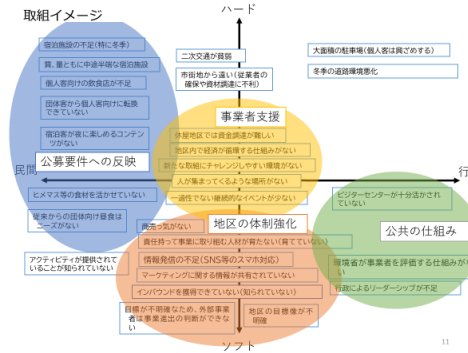 取組イメージ
ハード
宿泊施設の不足(特に冬季)
質、量ともに中途半端な宿泊施設
個人客向けの飲食店が不足
団体客から個人客向けに転換
できていない
宿泊客が夜に楽しめるコンテン
ツがない
公募要件への反映
民間
ヒメマス等の食材を活かせていない
従来からの団体向け昼食は
ニーズがない
アクティビティが提供されて
いることが知られていない
二次交通が貧弱
市街地から遠い(従業者の
確保や資材調達に不利)
大面積の駐車場(個人客は興ざめする)
冬季の道路環境悪化
事業者支援
休屋地区では資金調達が難しい
地区内で経済が循環する仕組みがない
新たな取組にチャレンジしやすい環境がない
人が集まってくるような場所がない
一過性でない継続的なイベントが少ない
行
ビジターセンターが十分活かされ
ていない
公共の仕組み
環境省が事業者を評価する仕組みがな
い
行政によるリーダーシップが不足
地区の体制強化
商売っ気がない
責任持って事業に取り組む人材が育たない(育てていない)
情報発信の不足(SNS等のスマホ対応)
マーケティングに関する情報が共有されていない
インバウンドを獲得できていない(知られていない)
目標が不明確なため、外部事業
者は事業進出の判断ができな
い
地区の目標像が不
明確
ソフト
11